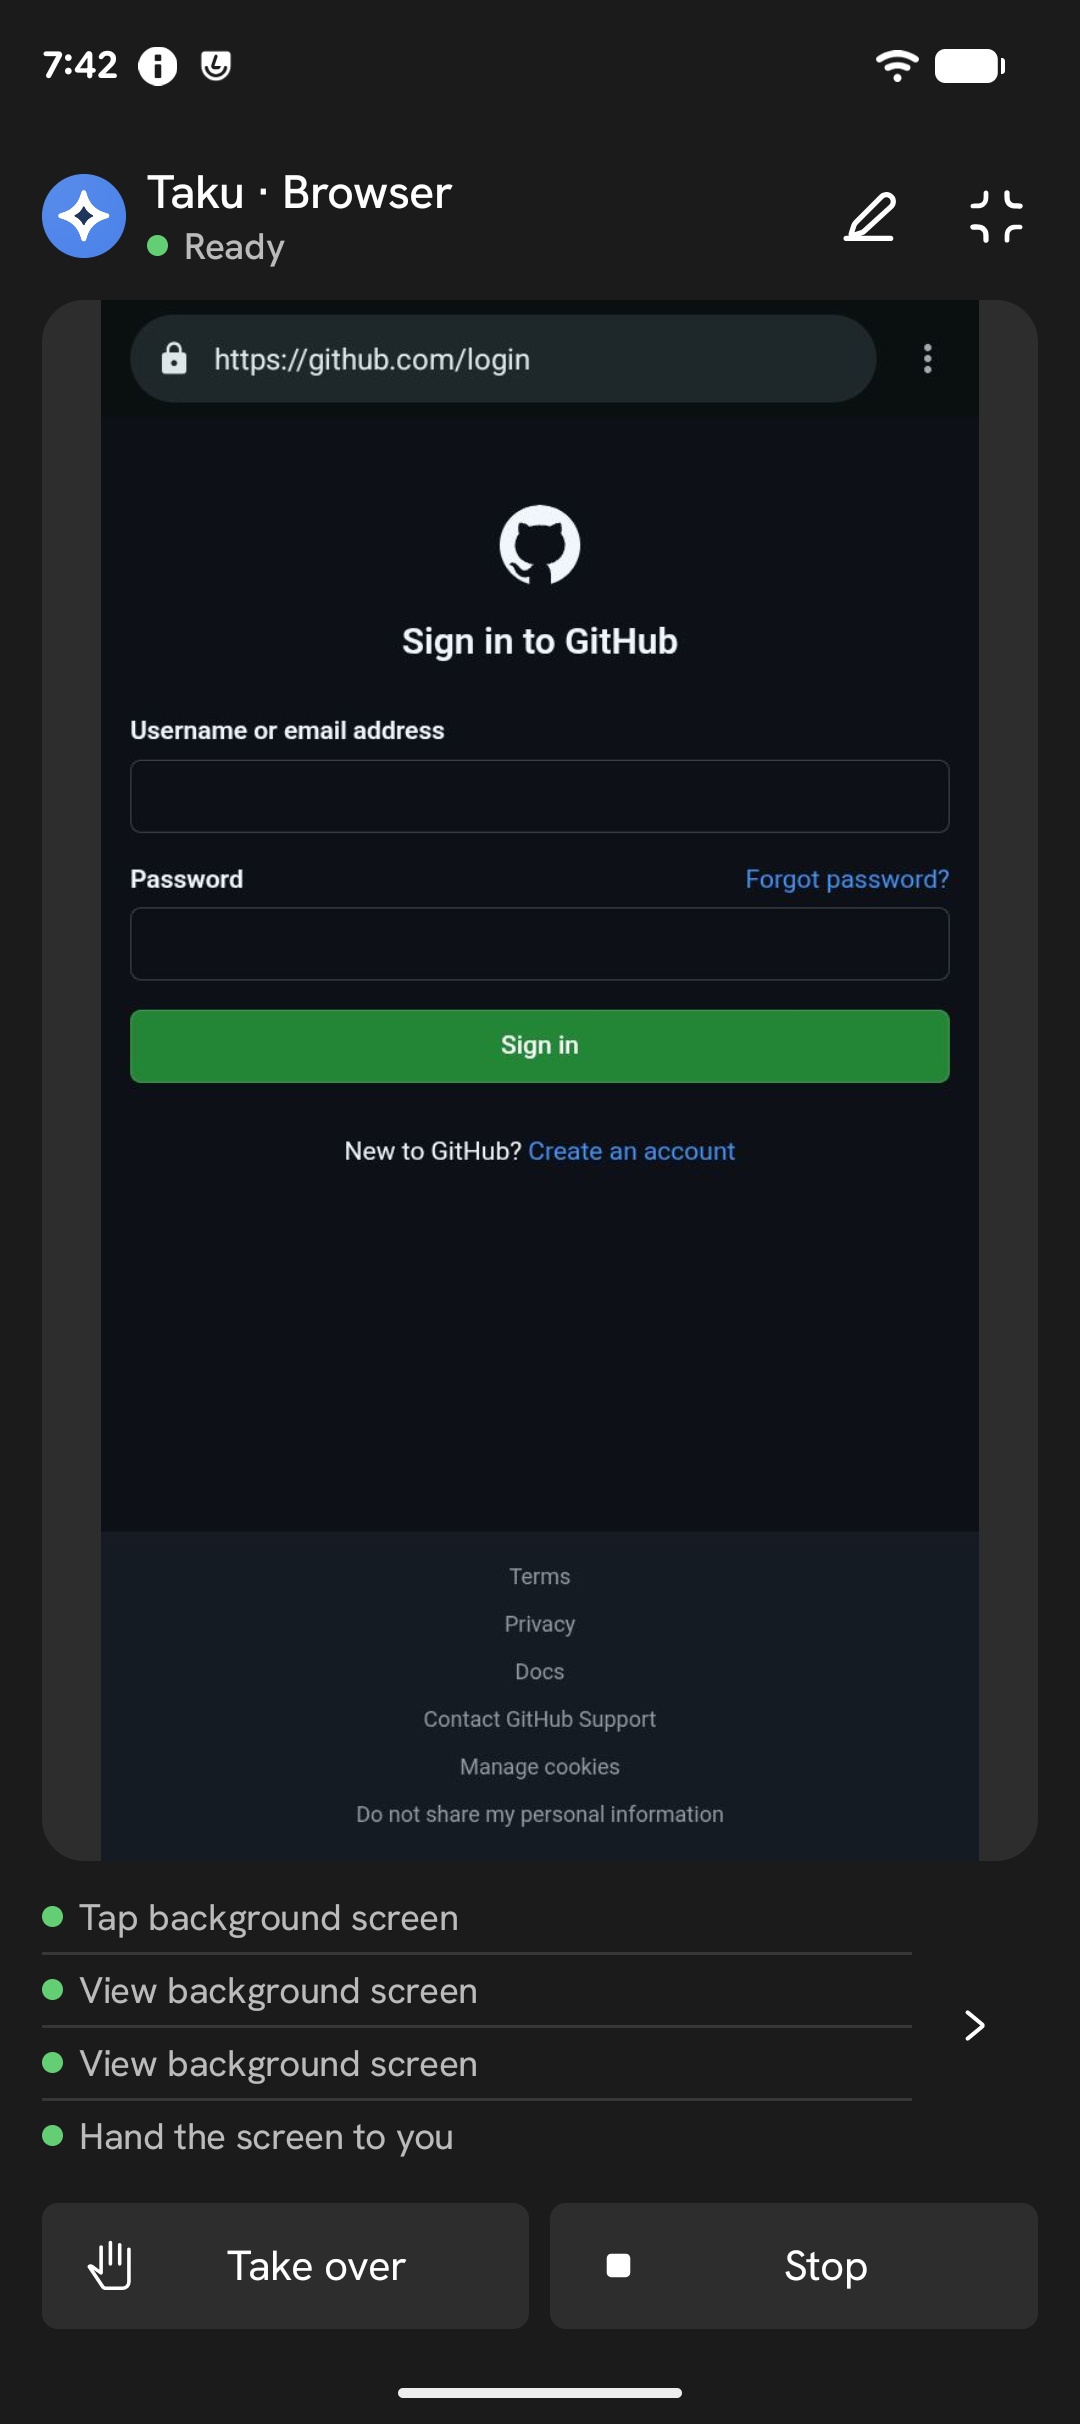 7:42
Taku · Browser
Ready
https://github.com/login
Sign in to GitHub
Username or email address
Password
Forgot password?
Sign in
New to GitHub? Create an account
Terms
Privacy
Docs
Contact GitHub Support
Manage cookies
Do not share my personal information
Tap background screen
View background screen
View background screen
Hand the screen to you
Take over
Stop